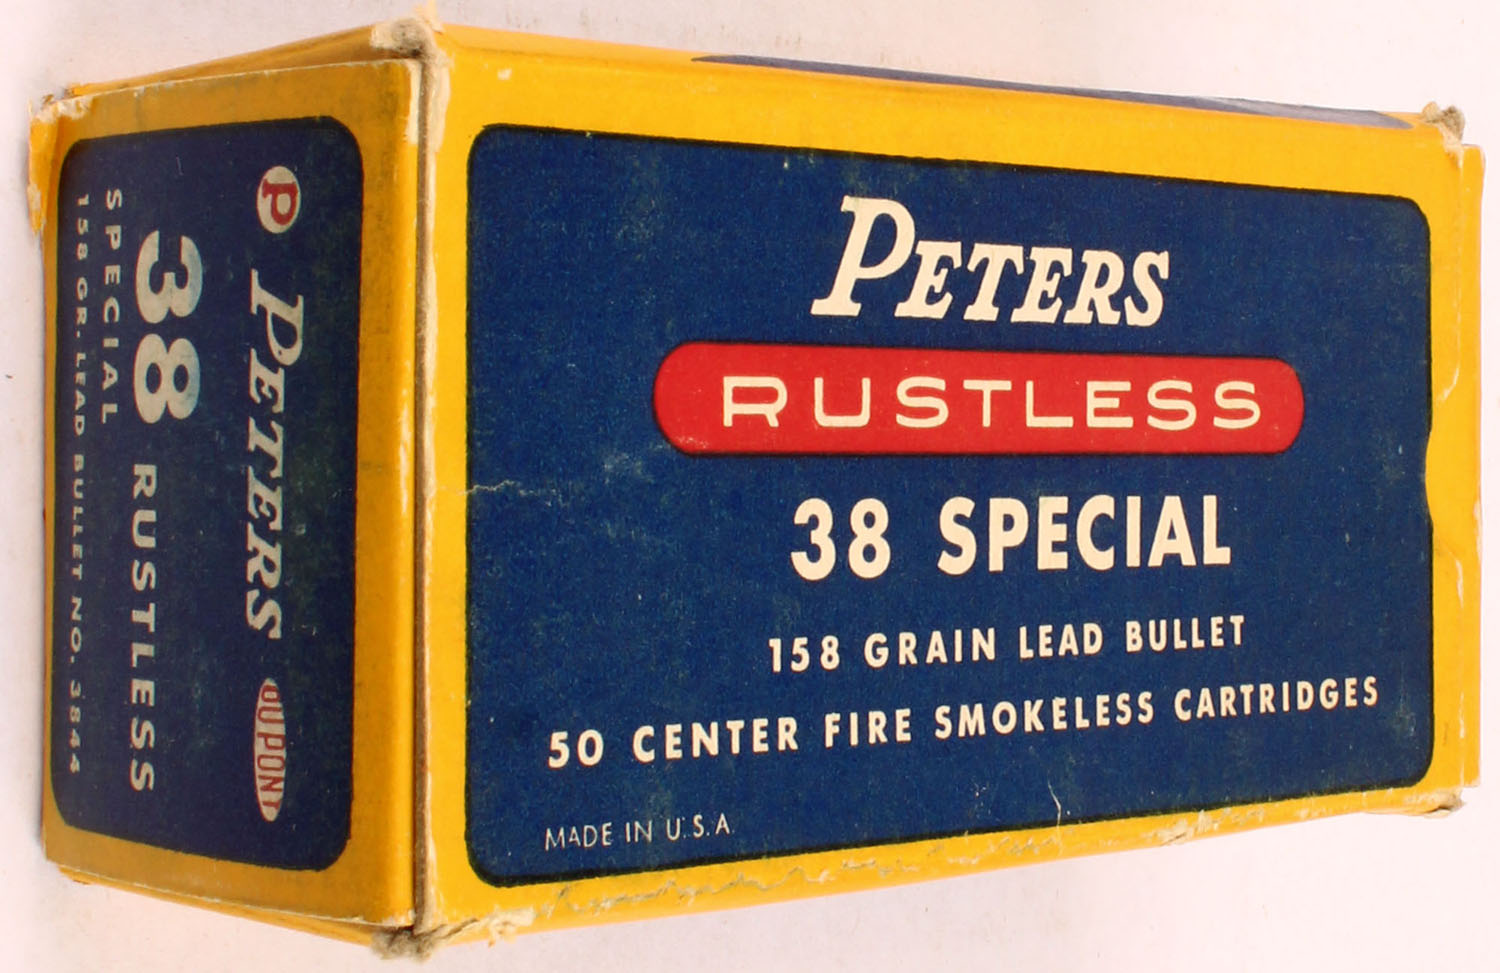 PETERS
RUSTLESS
38 SPECIAL
158 GRAIN LEAD BULLET
50 CENTER FIRE SMOKELESS CARTRIDGES
MADE IN U.S.A.
P PETERS DUPONT
38 RUSTLESS
SPECIAL
158 GR. LEAD BULLET NO. 3844